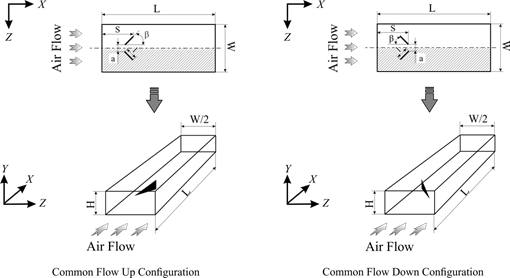 X
Z
L
S
β
a
W
Air Flow
X
Z
L
S
β
a
W
Air Flow
W/2
Y
X
Z
H
L
Air Flow
W/2
Y
X
Z
H
L
Air Flow
Common Flow Up Configuration
Common Flow Down Configuration